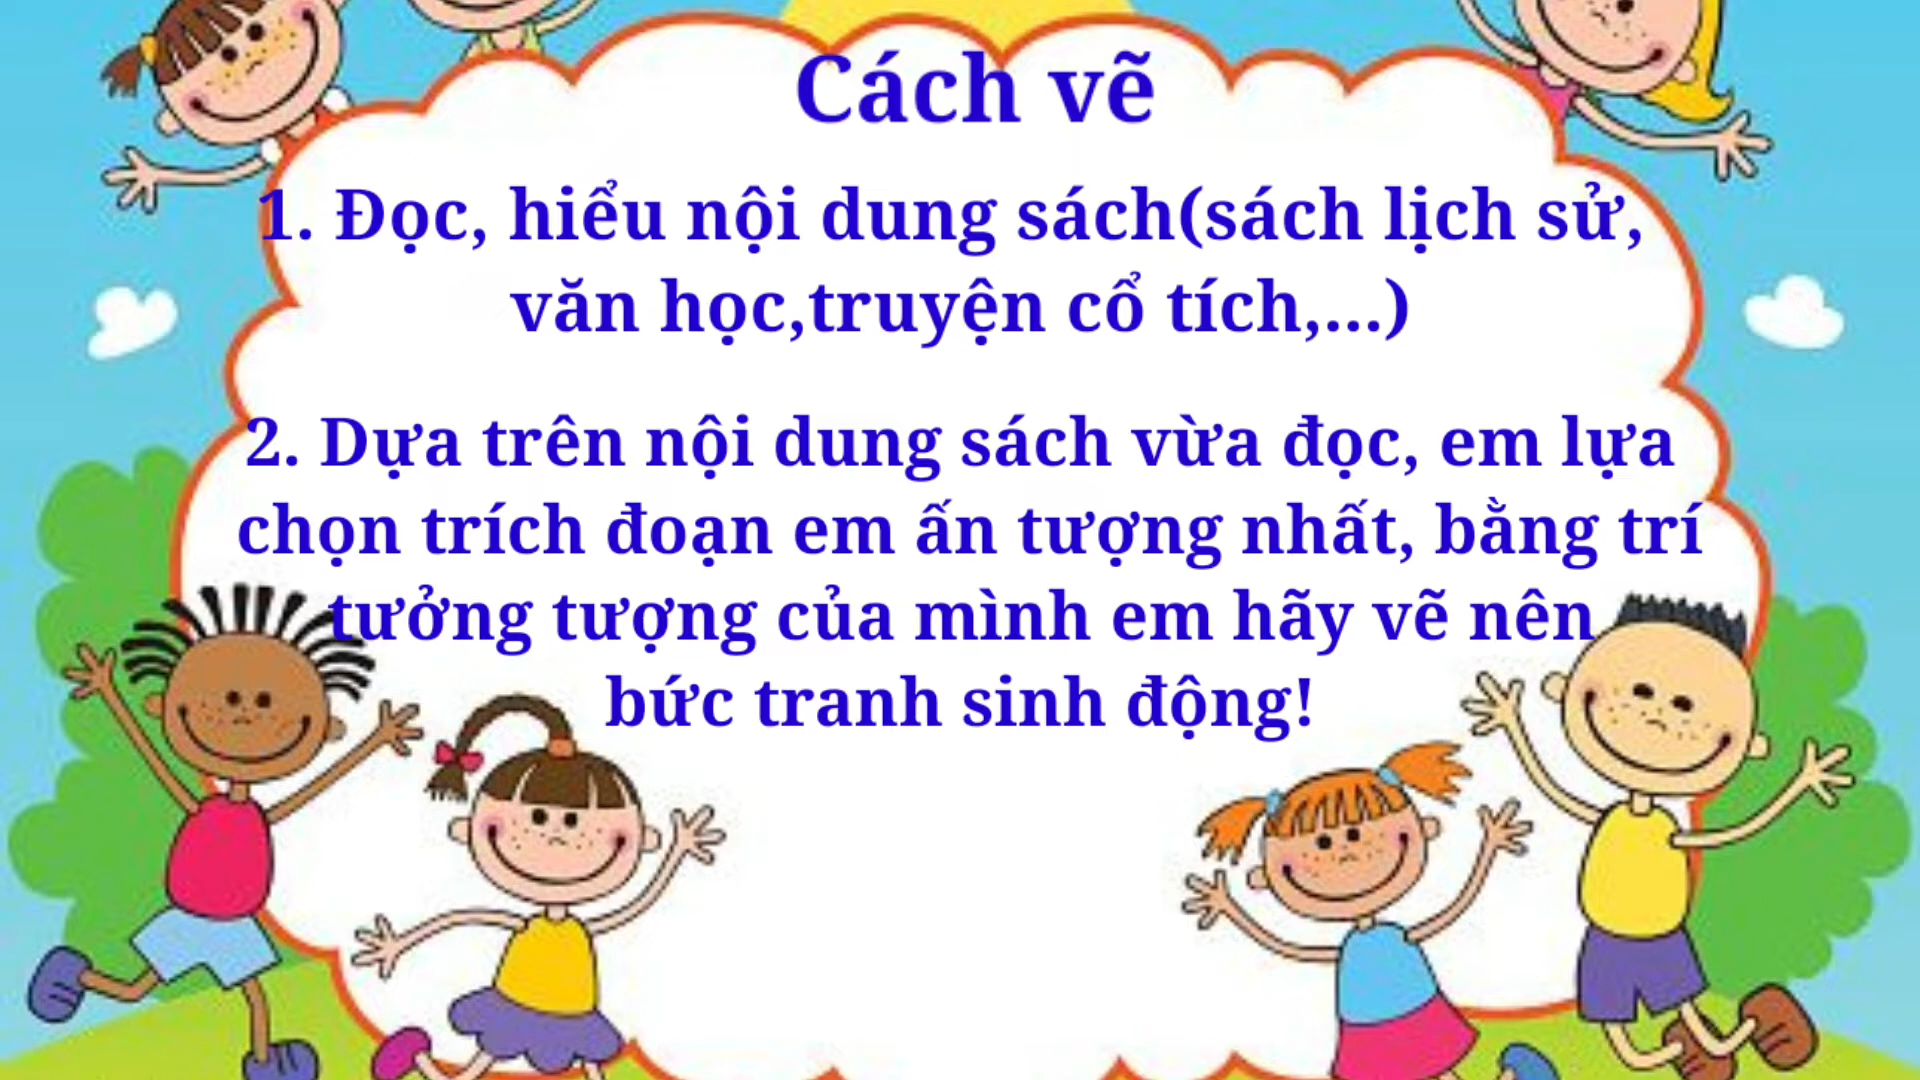 Cách vẽ
1. Đọc, hiểu nội dung sách(sách lịch sử,
văn học,truyện cổ tích,...)
2. Dựa trên nội dung sách vừa đọc, em lựa
chọn trích đoạn em ấn tượng nhất, bằng trí
tưởng tượng của mình em hãy vẽ nên
bức tranh sinh động!